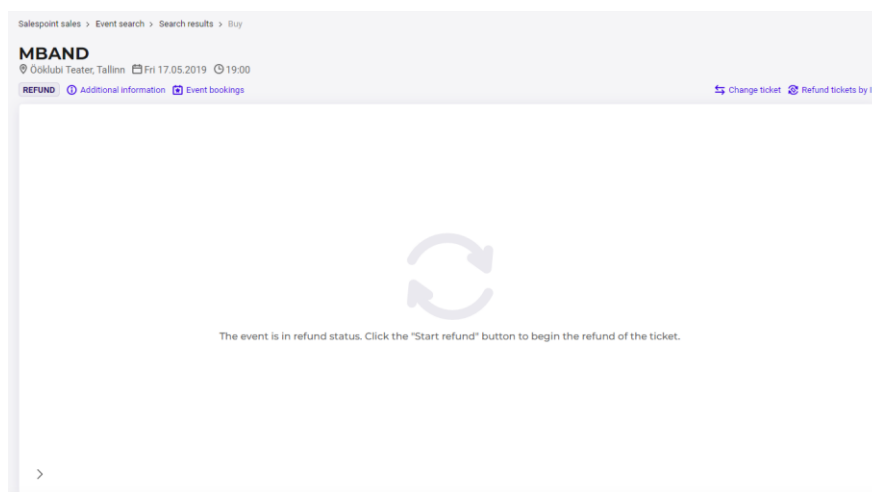 Salespoint sales > Event search > Search results > Buy
MBAND
Ööklubi Teater, Tallinn Fri 17.05.2019 19:00
REFUND Additional information Event bookings Change ticket Refund tickets by
The event is in refund status. Click the "Start refund" button to begin the refund of the ticket.